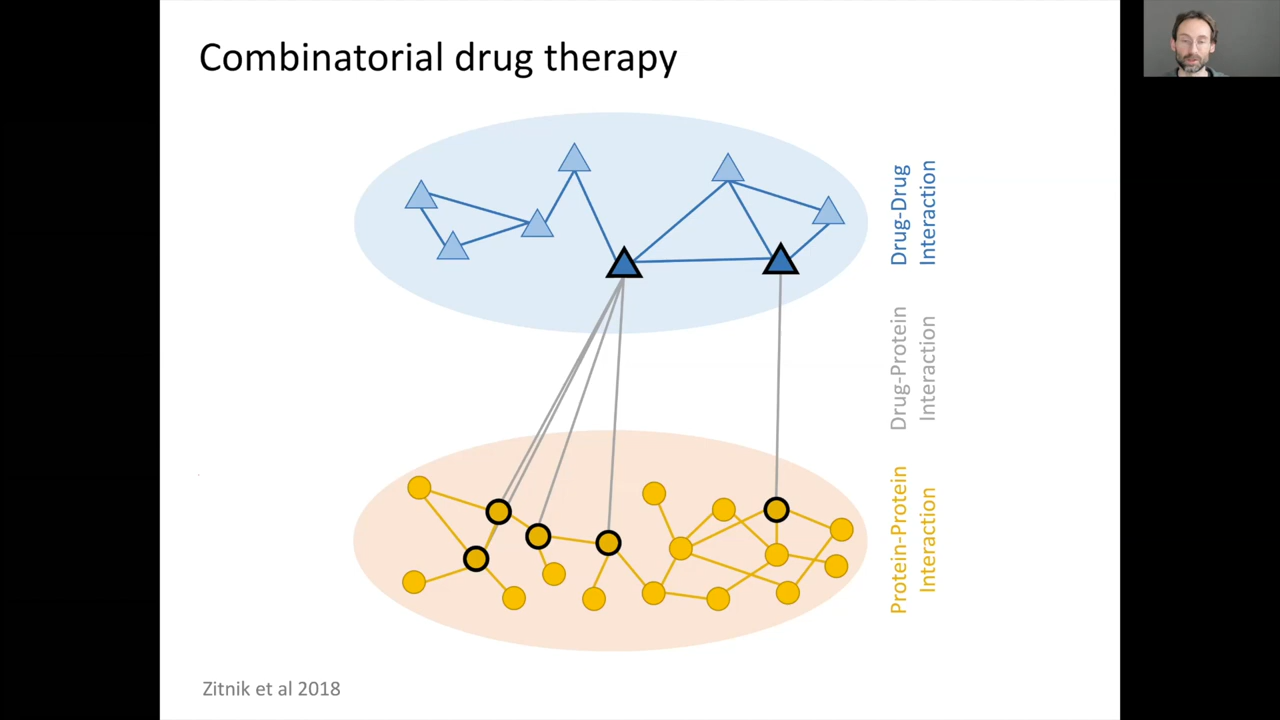 Combinatorial drug therapy
Drug-Drug
Interaction
Drug-Protein
Interaction
Protein-Protein
Interaction
Zitnik et al 2018